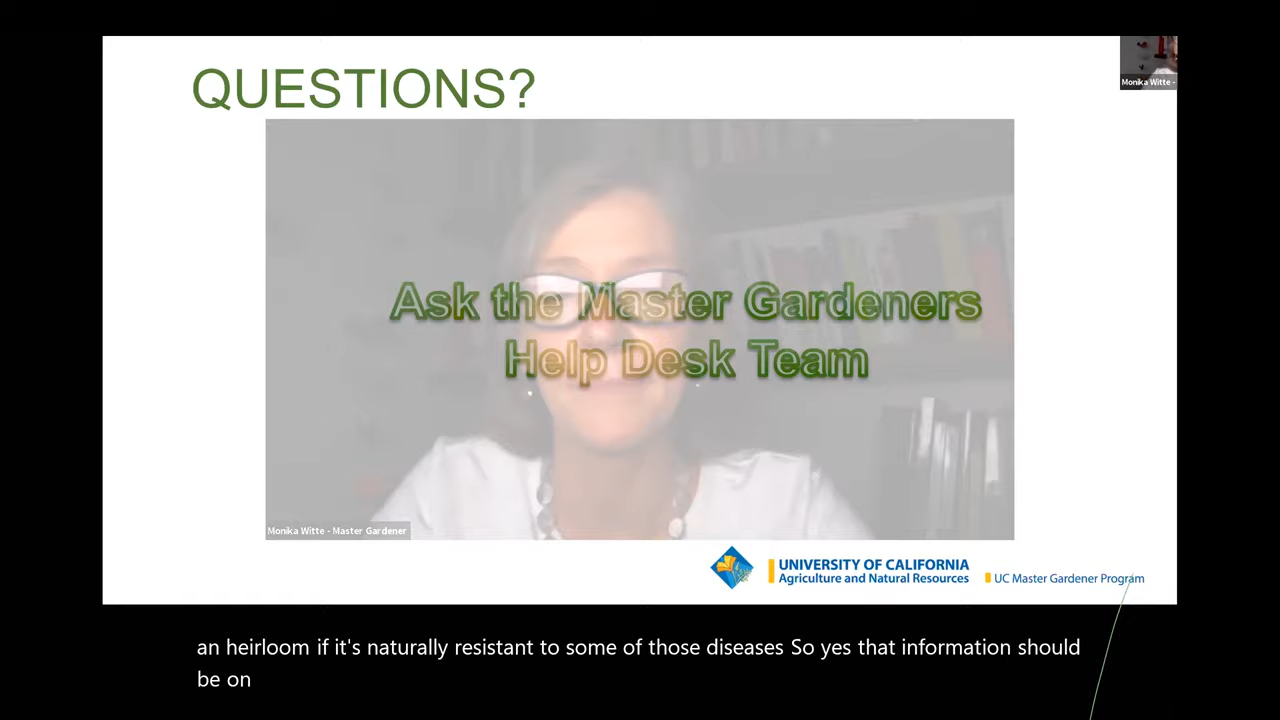 QUESTIONS?
Monika Witte -
Ask the Master Gardeners
Help Desk Team
Monika Witte - Master Gardener
UNIVERSITY OF CALIFORNIA
Agriculture and Natural Resources
UC Master Gardener Program
an heirloom if it's naturally resistant to some of those diseases So yes that information should
be on